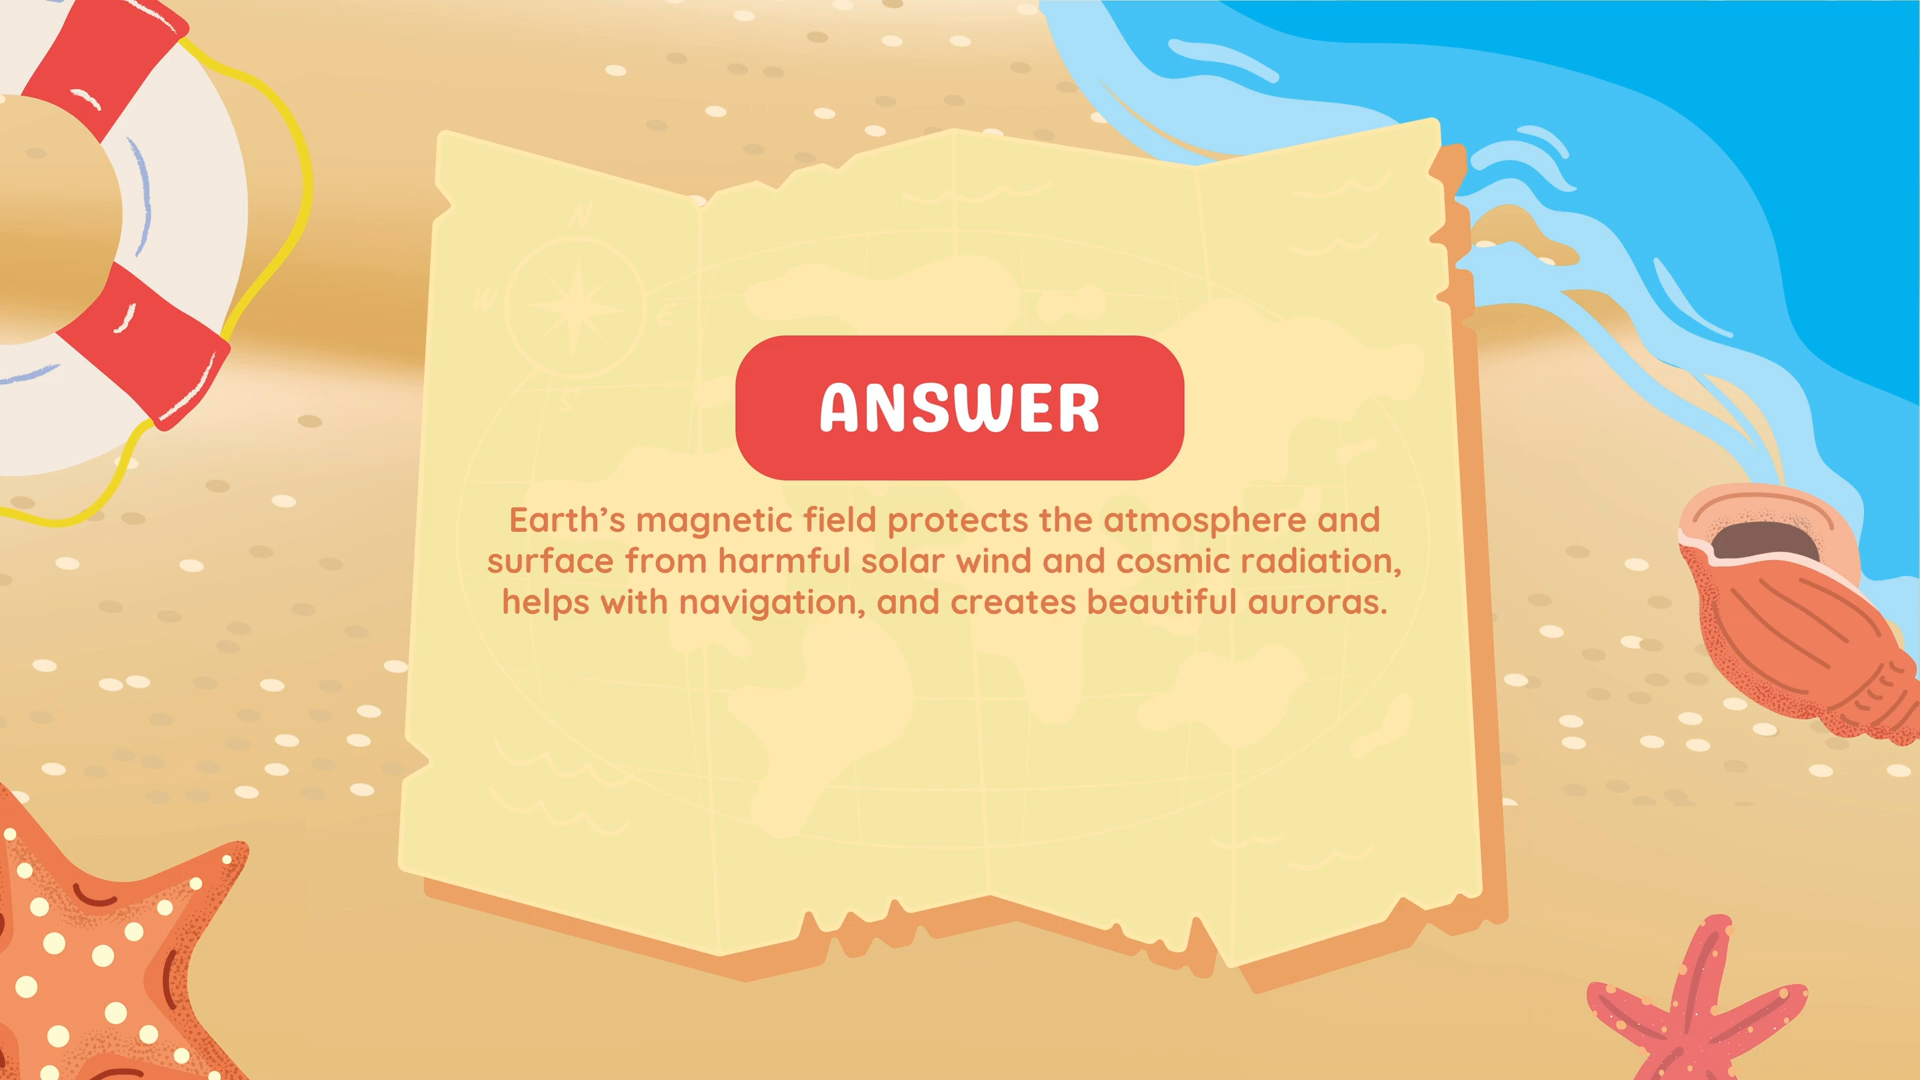 N
W
E
S
ANSWER
Earth’s magnetic field protects the atmosphere and
surface from harmful solar wind and cosmic radiation,
helps with navigation, and creates beautiful auroras.